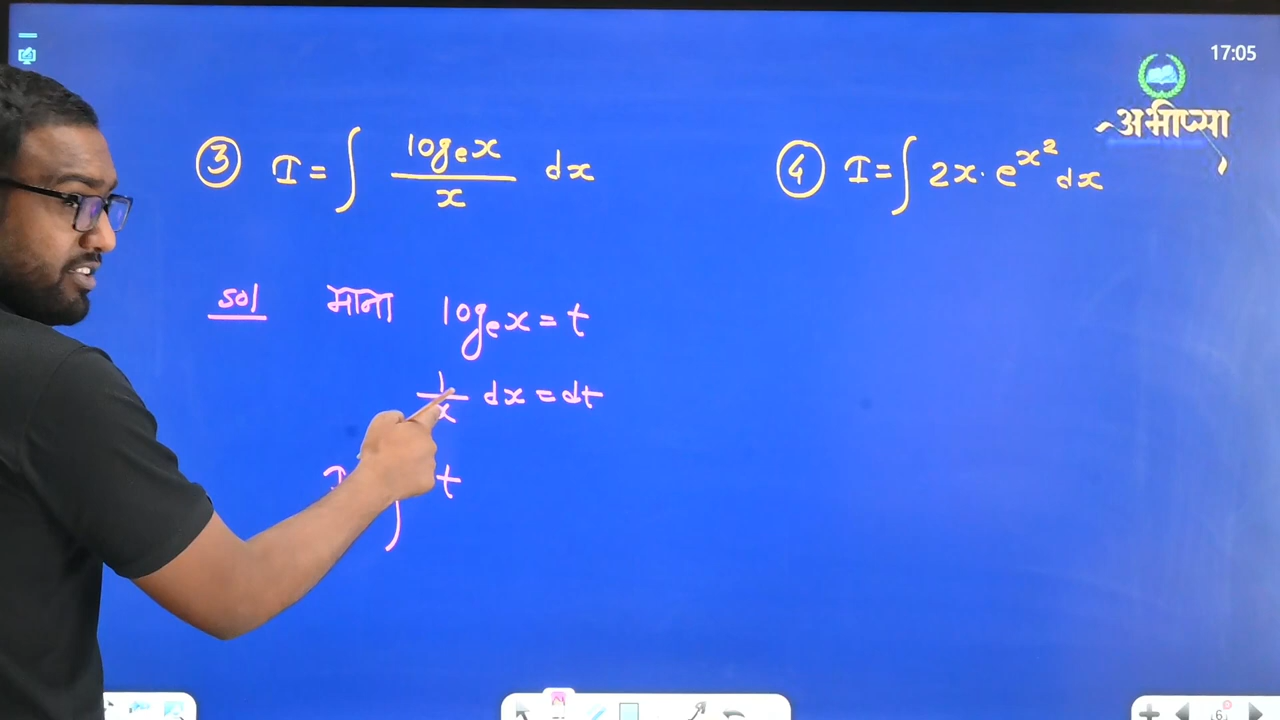 17:05
अभीप्सा
③ I = ∫ logₑx / x dx
④ I = ∫ 2x. e^x² dx
sol माना logₑx = t
1/x dx = dt
I ∫ t